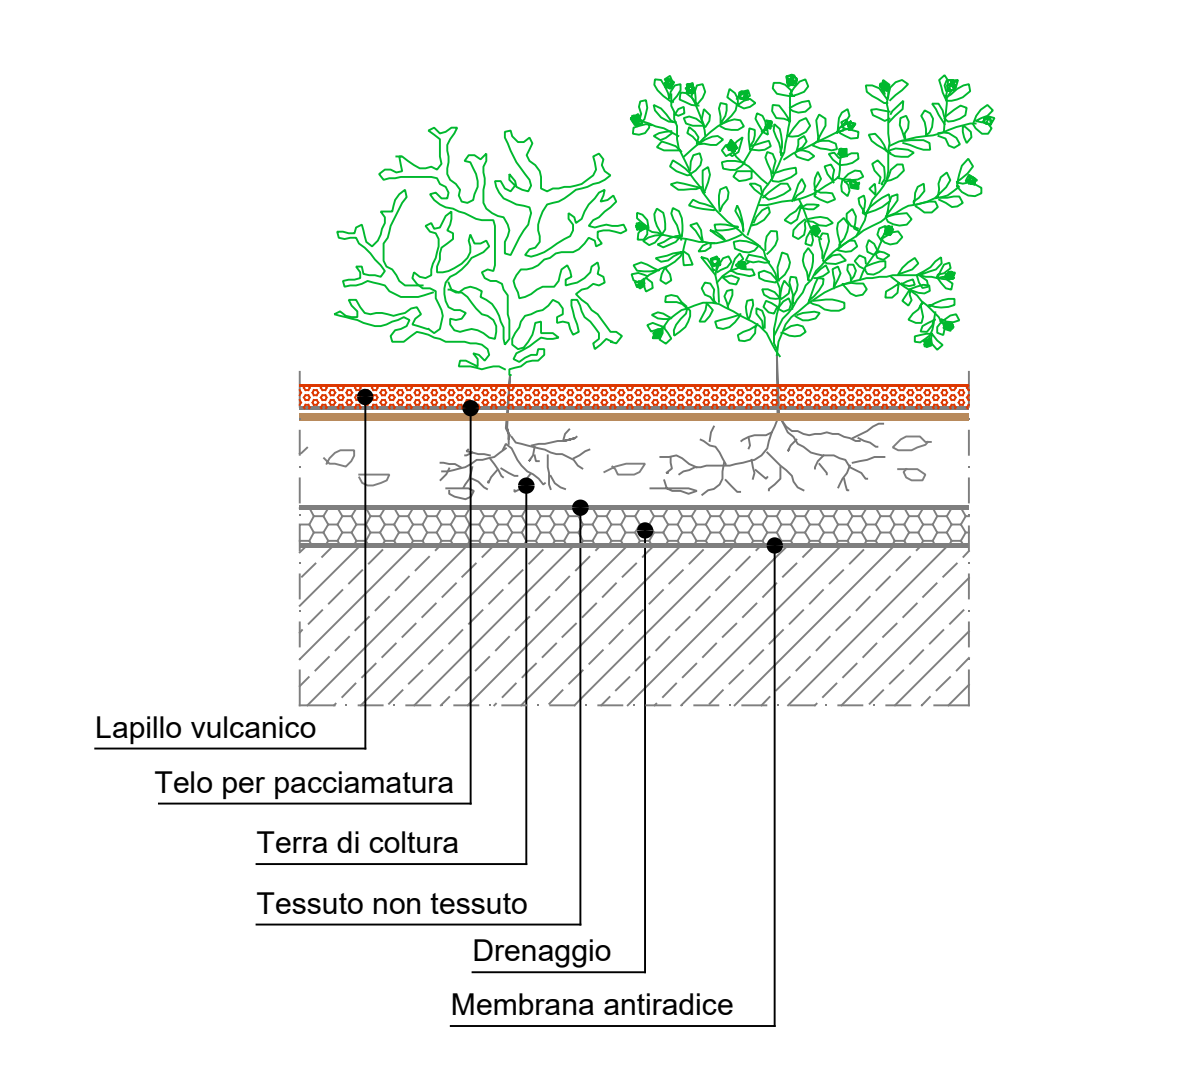 Lapillo vulcanico
Telo per pacciamatura
Terra di coltura
Tessuto non tessuto
Drenaggio
Membrana antiradice